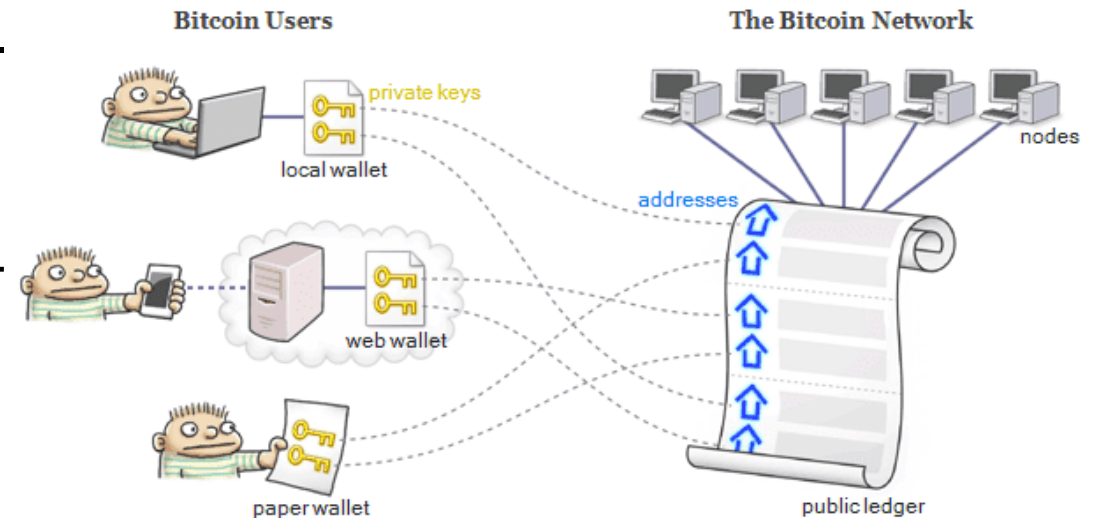 Bitcoin Users
The Bitcoin Network
private keys
local wallet
nodes
addresses
web wallet
paper wallet
public ledger